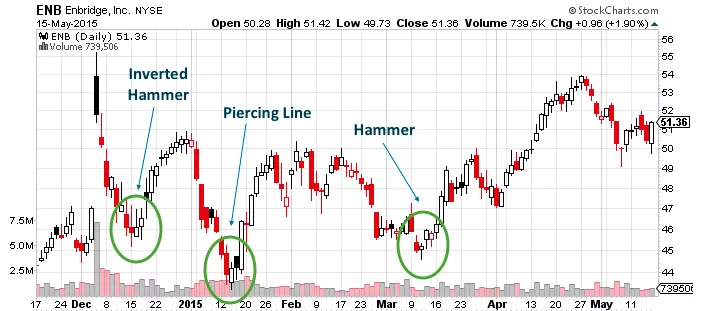 ENB Enbridge, Inc. NYSE © StockCharts.com
15-May-2015 Open 50.28 High 51.42 Low 49.73 Close 51.36 Volume 739.5K Chg +0.96 (+1.90%)
ENB (Daily) 51.36
Volume 739,506
Inverted
Hammer
Piercing Line
Hammer
56
55
54
53
52
51.36
50
49
48
47
46
45
44
7.5M
5.0M
2.5M
739506
17 24 Dec 8 15 22 2015 12 20 26 Feb 9 17 23 Mar 9 16 23 Apr 13 20 27 May 11